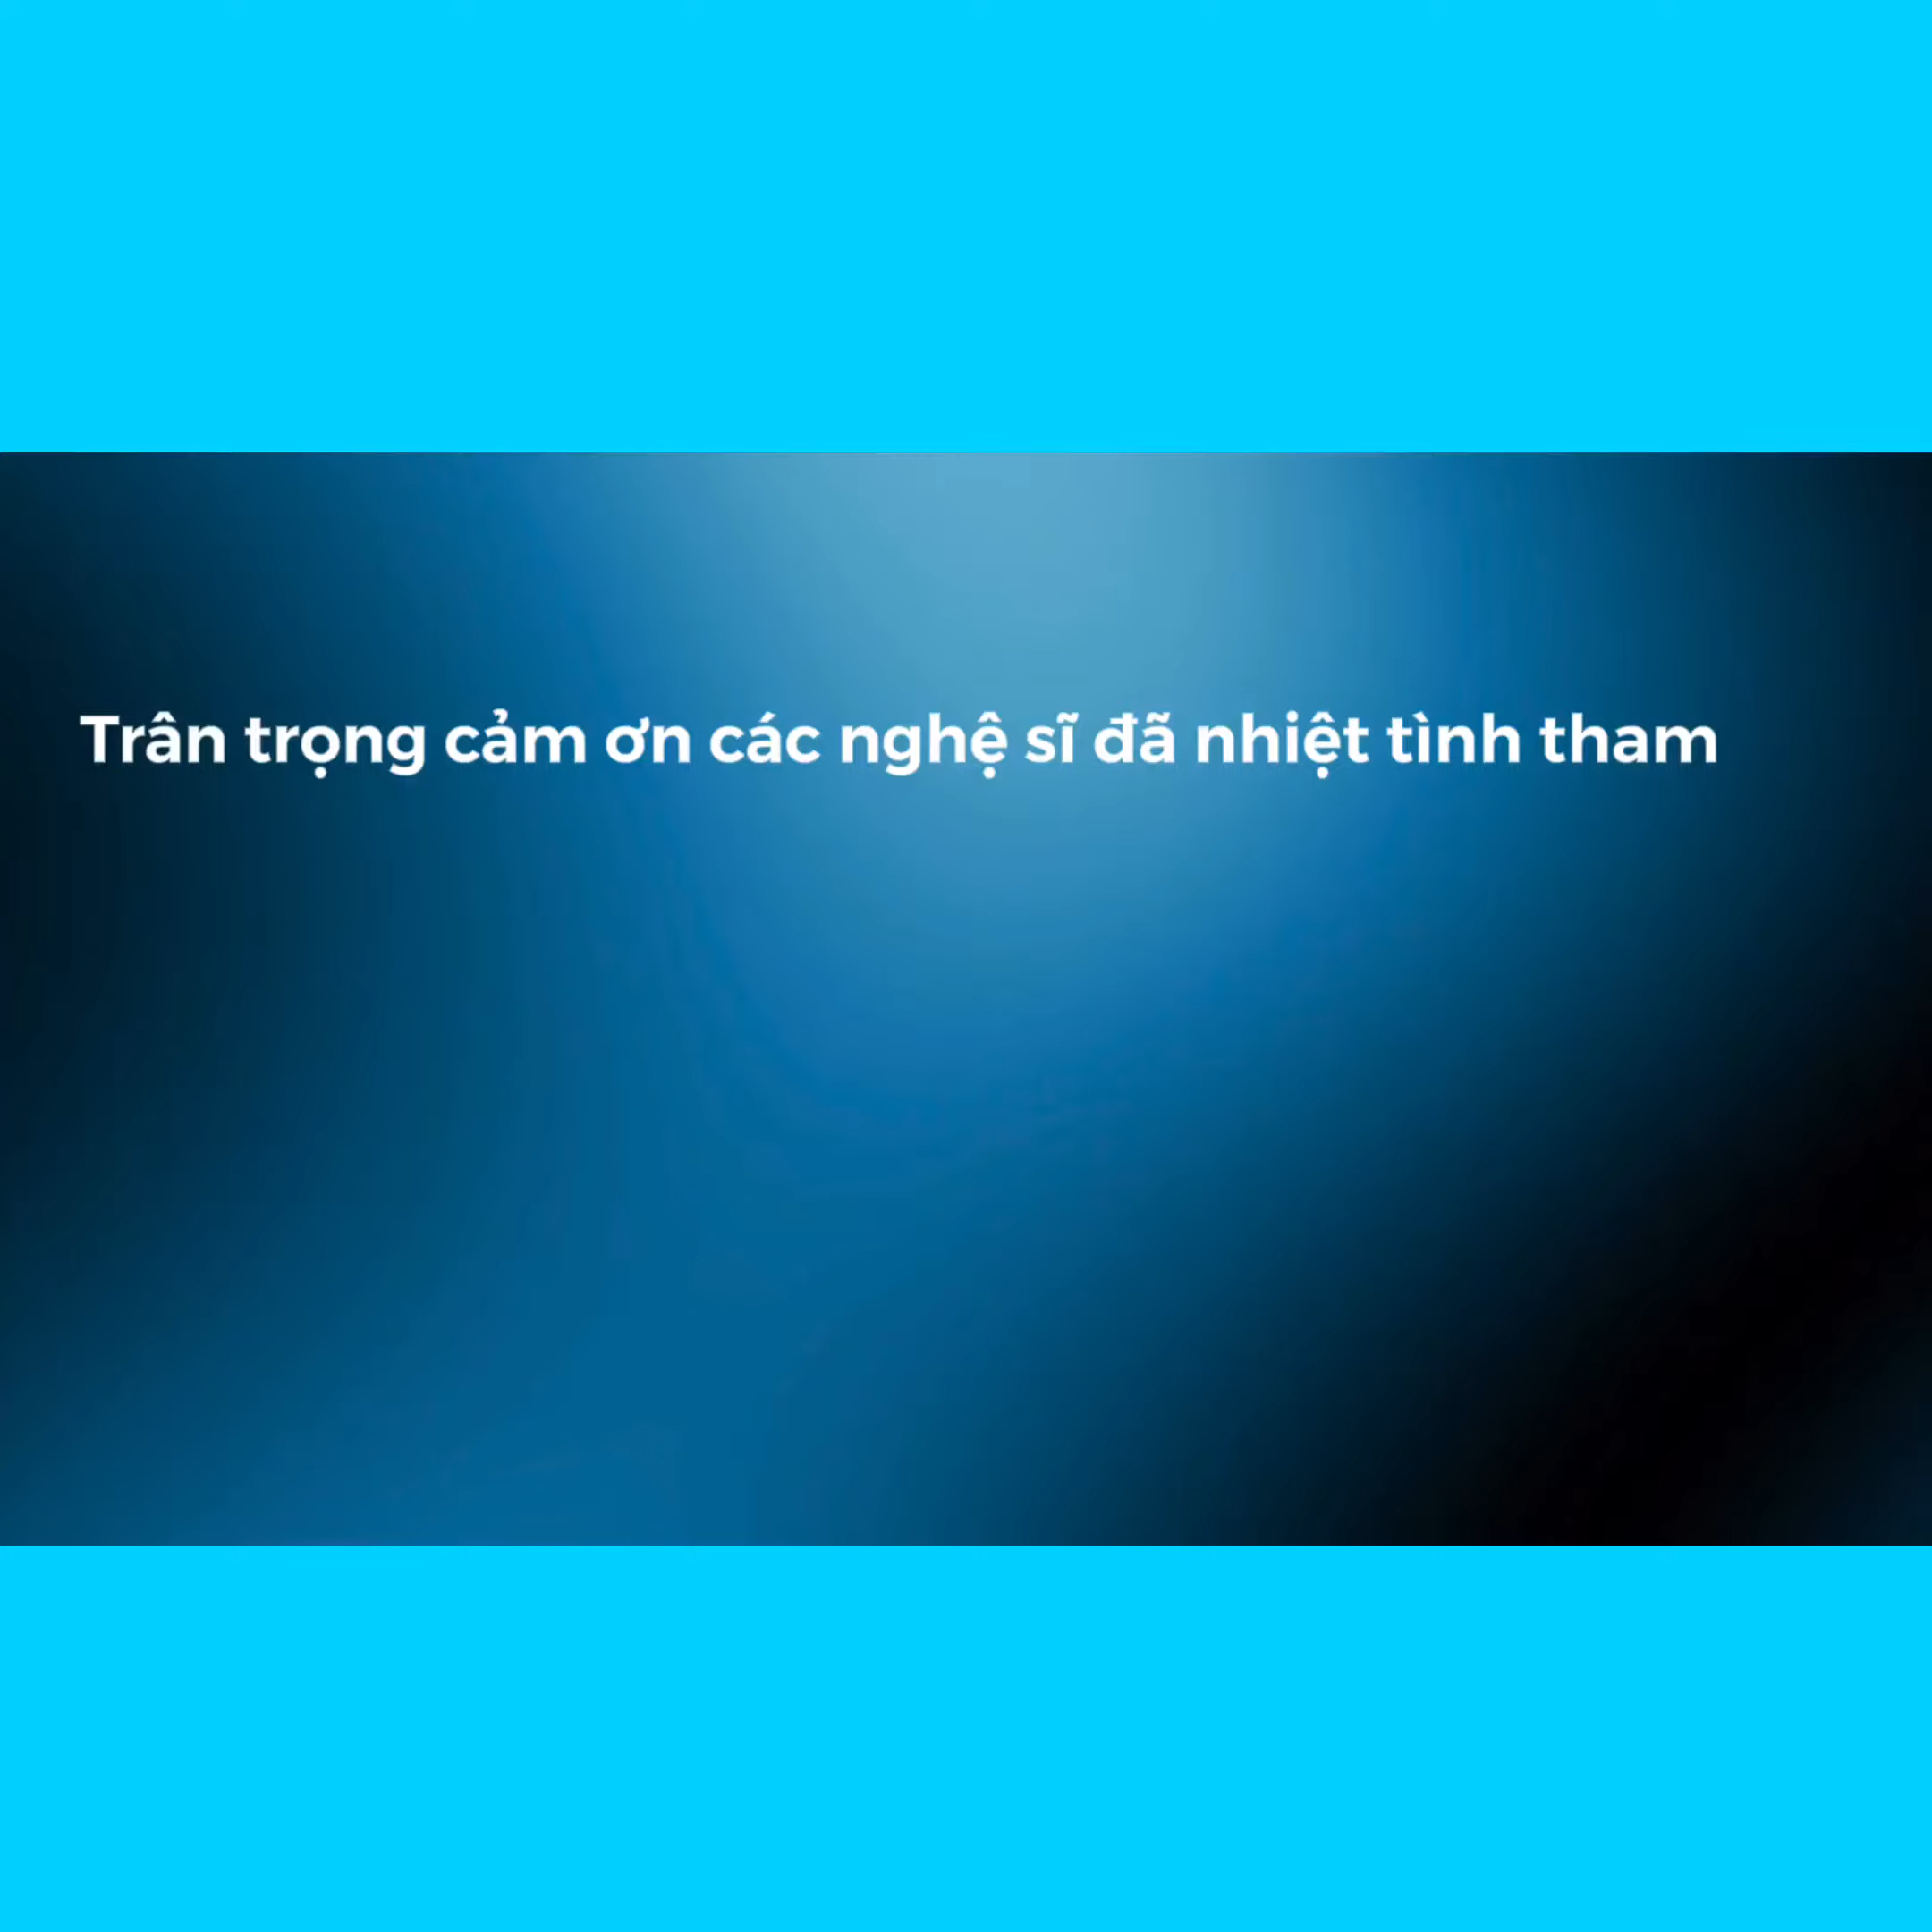 Trân trọng cảm ơn các nghệ sĩ đã nhiệt tình tham